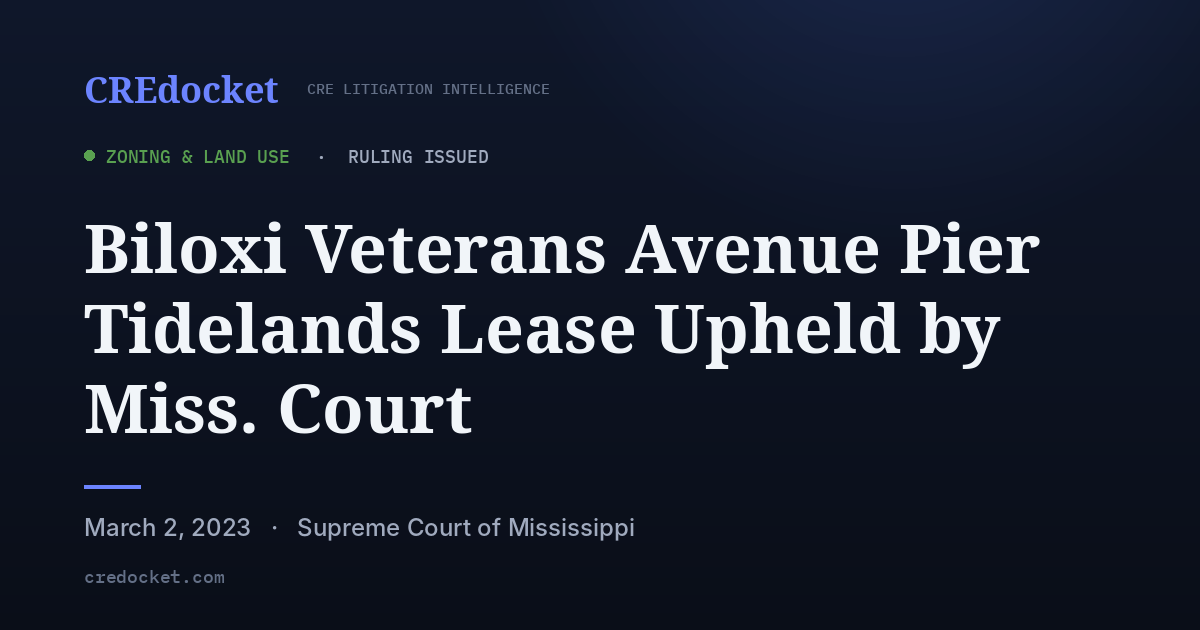 CREdocket CRE LITIGATION INTELLIGENCE
ZONING & LAND USE · RULING ISSUED
Biloxi Veterans Avenue Pier
Tidelands Lease Upheld by
Miss. Court
March 2, 2023 · Supreme Court of Mississippi
credocket.com